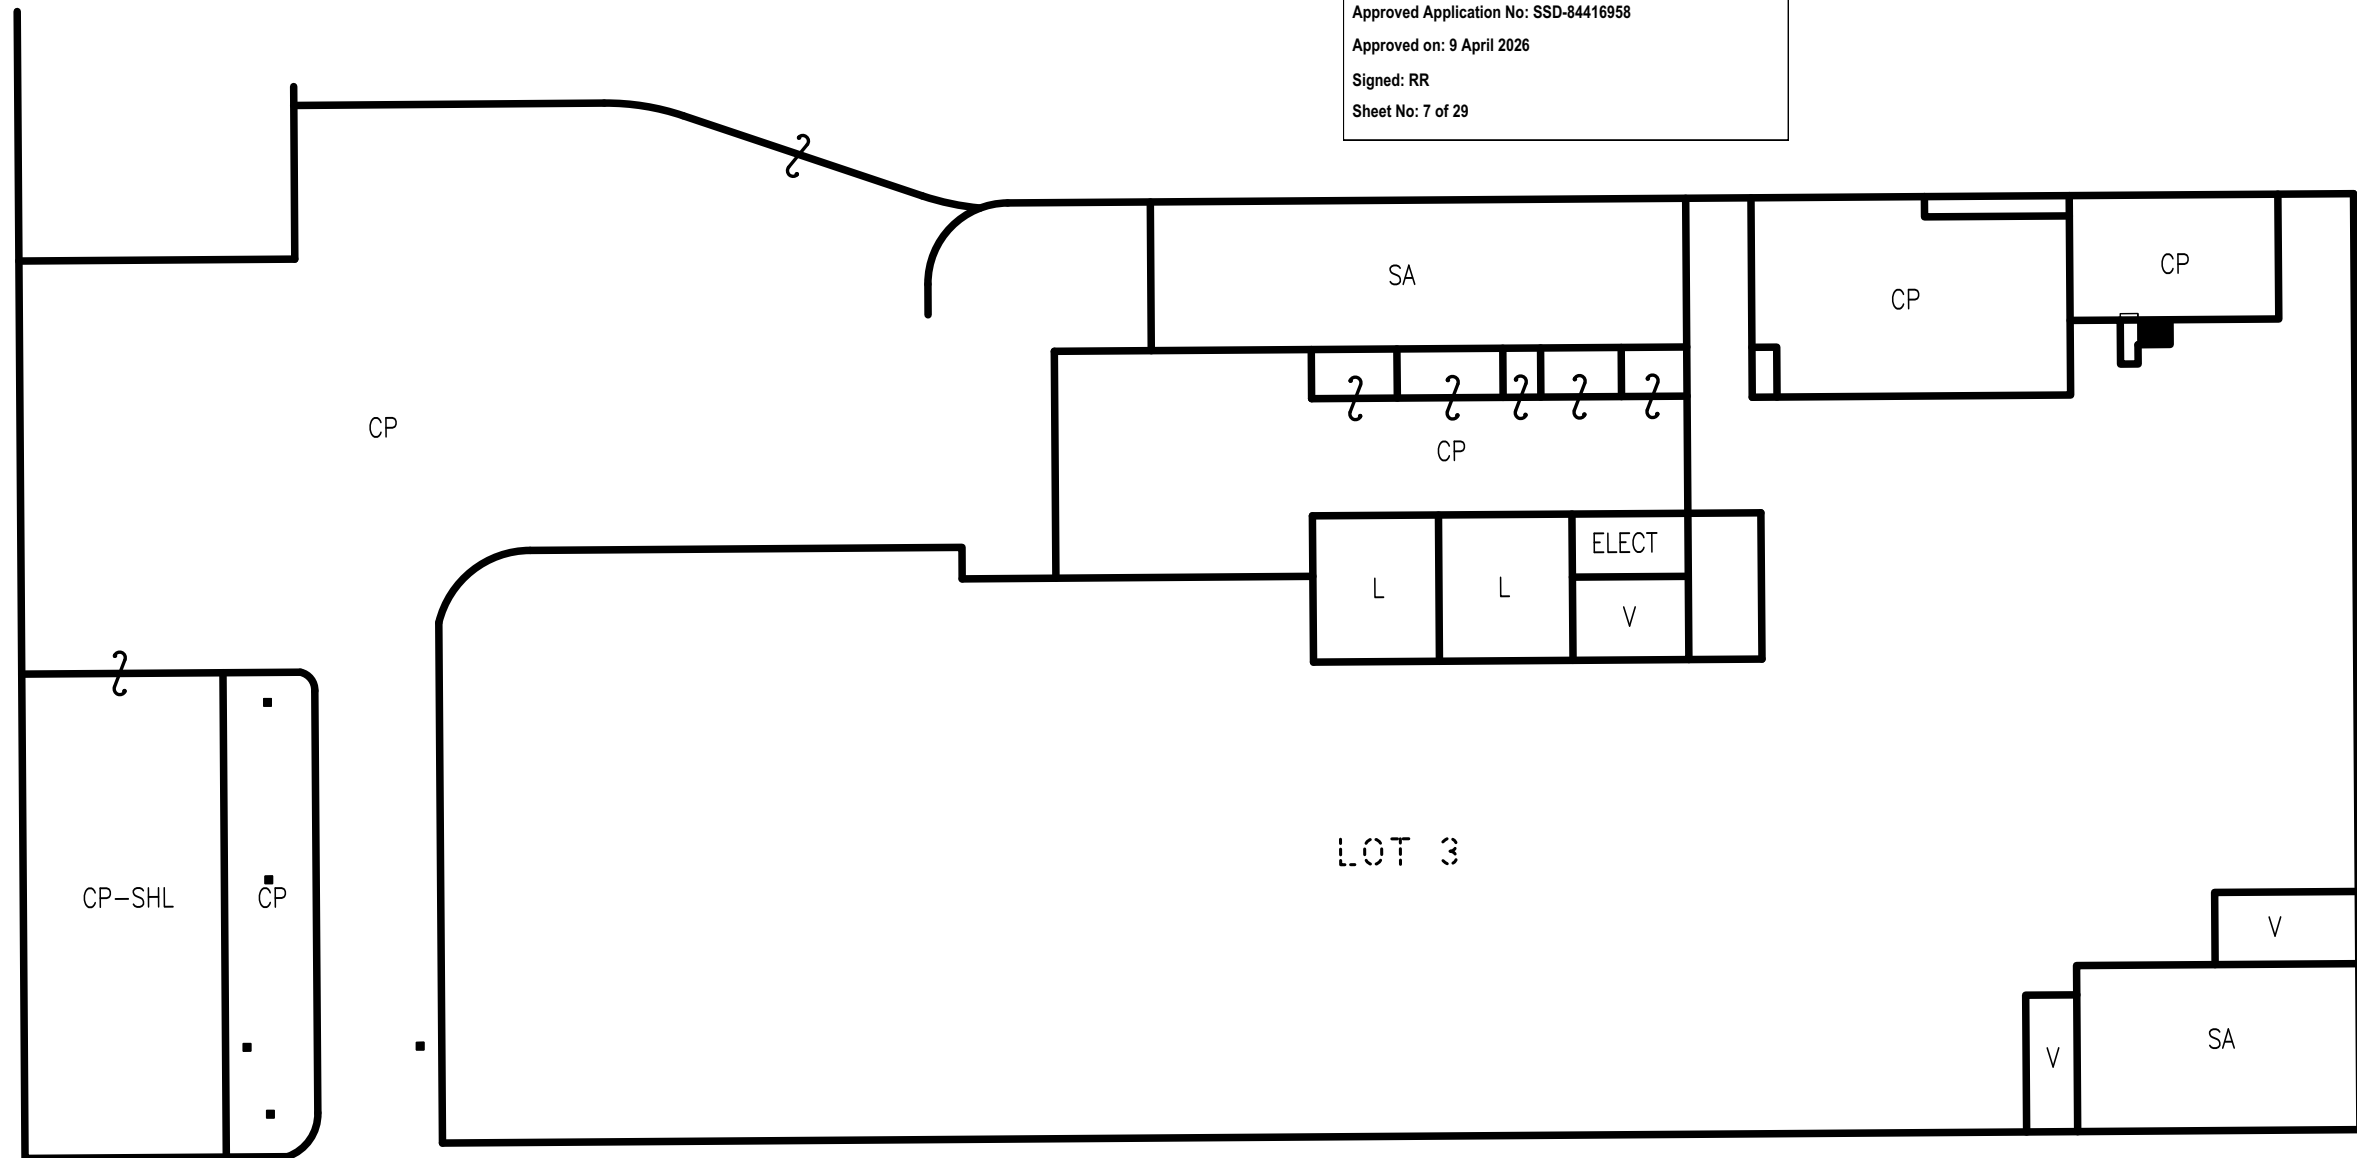 Approved Application No: SSD-84416958
Approved on: 9 April 2026
Signed: RR
Sheet No: 7 of 29
SA
CP
CP
CP
CP
ELECT
L
L
V
LOT 3
CP-SHL
CP
V
SA
V